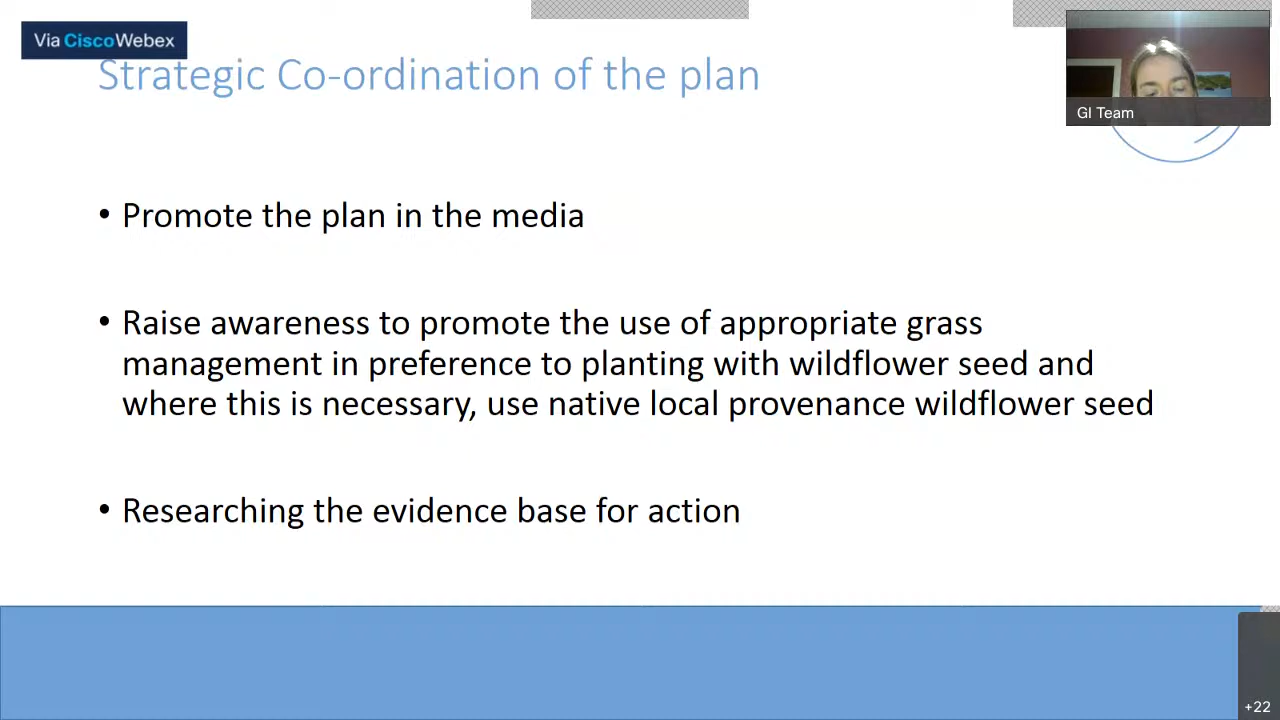 Via CiscoWebex
Strategic Co-ordination of the plan
GI Team
• Promote the plan in the media
• Raise awareness to promote the use of appropriate grass
management in preference to planting with wildflower seed and
where this is necessary, use native local provenance wildflower seed
• Researching the evidence base for action
+22